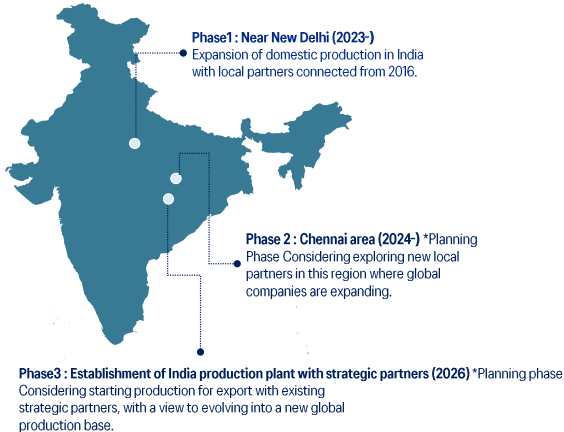 Phase1 : Near New Delhi (2023-)
Expansion of domestic production in India
with local partners connected from 2016.
Phase 2 : Chennai area (2024-) *Planning
Phase Considering exploring new local
partners in this region where global
companies are expanding.
Phase3 : Establishment of India production plant with strategic partners (2026) *Planning phase
Considering starting production for export with existing
strategic partners, with a view to evolving into a new global
production base.